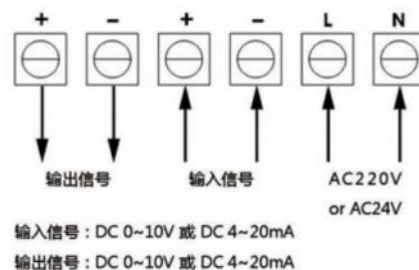 + - + - L N
输出信号 输入信号 AC220V
or AC24V
输入信号：DC 0~10V 或 DC 4~20mA
输出信号：DC 0~10V 或 DC 4~20mA